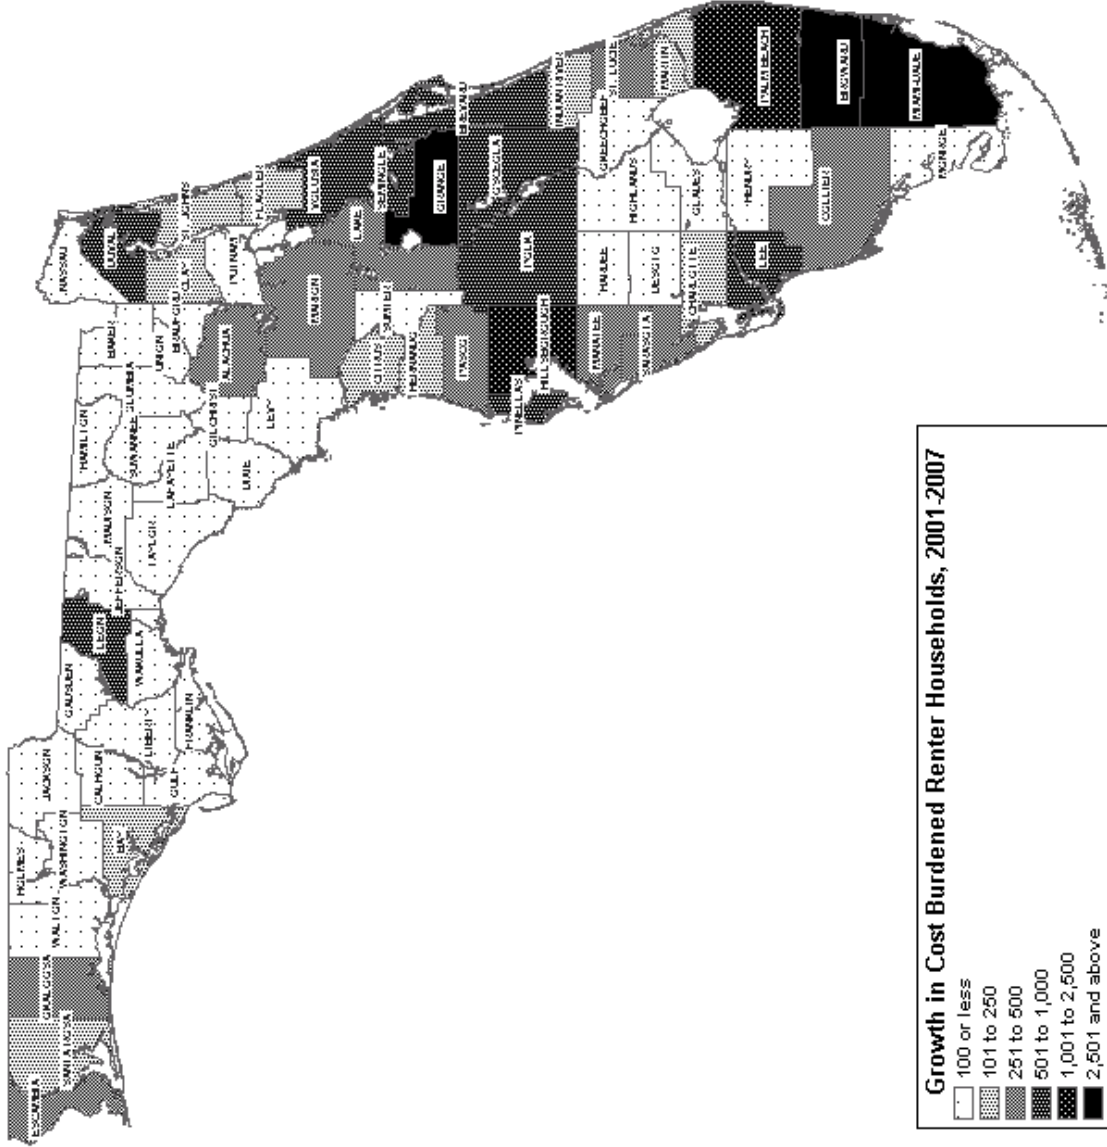 ESCAMBIA
SANTA ROSA
OKALOOSA
WALTON
HOLMES
WASHINGTON
BAY
JACKSON
CALHOUN
GULF
LIBERTY
FRANKLIN
GADSDEN
LEON
WAKULLA
JEFFERSON
MADISON
TAYLOR
HAMILTON
SUWANNEE
COLUMBIA
LAFAYETTE
DIXIE
GILCHRIST
LEVY
BAKER
UNION
BRADFORD
ALACHUA
NASSAU
DUVAL
CLAY
ST. JOHNS
PUTNAM
FLAGLER
MARION
VOLUSIA
CITRUS
SUMTER
HERNANDO
LAKE
SEMINOLE
ORANGE
BREVARD
PASCO
PINELLAS
HILLSBOROUGH
POLK
OSCEOLA
INDIAN RIVER
MANATEE
HARDEE
HIGHLANDS
OKEECHOBEE
ST. LUCIE
SARASOTA
DESOTO
MARTIN
CHARLOTTE
GLADES
LEE
HENDRY
PALM BEACH
COLLIER
BROWARD
MONROE
MIAMI-DADE
Growth in Cost Burdened Renter Households, 2001-2007
100 or less
101 to 250
251 to 500
501 to 1,000
1,001 to 2,500
2,501 and above